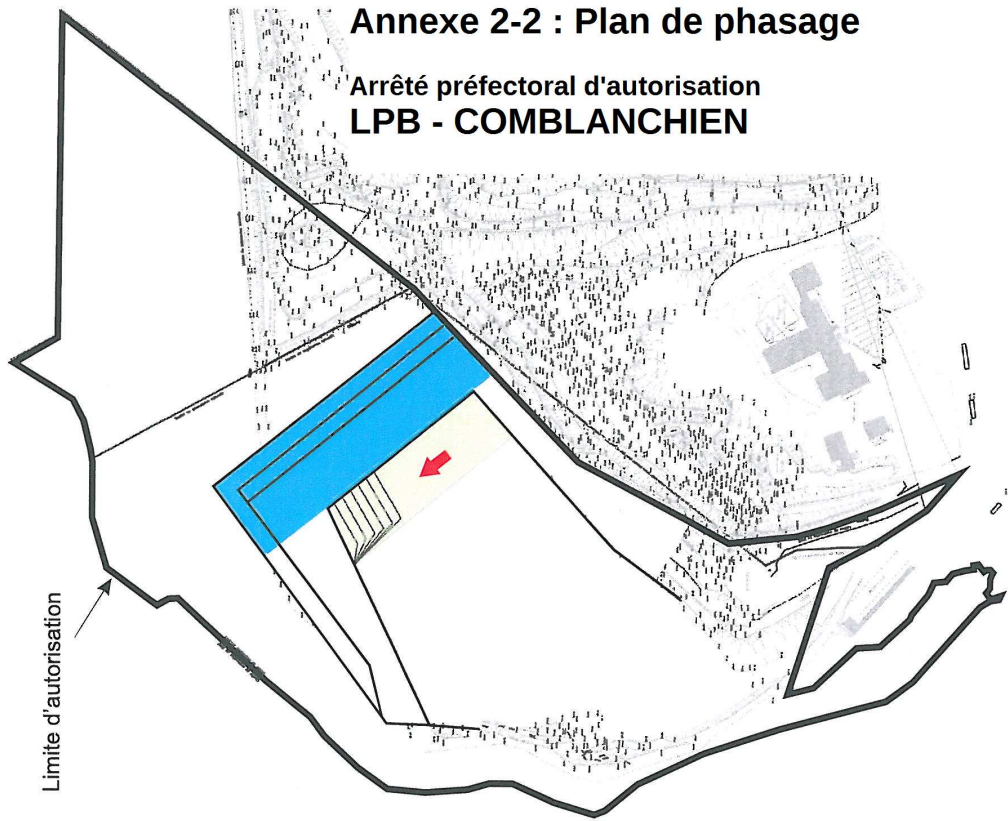 Annexe 2-2 : Plan de phasage
Arrêté préfectoral d'autorisation
LPB - COMBLANCHIEN
Limite d'autorisation